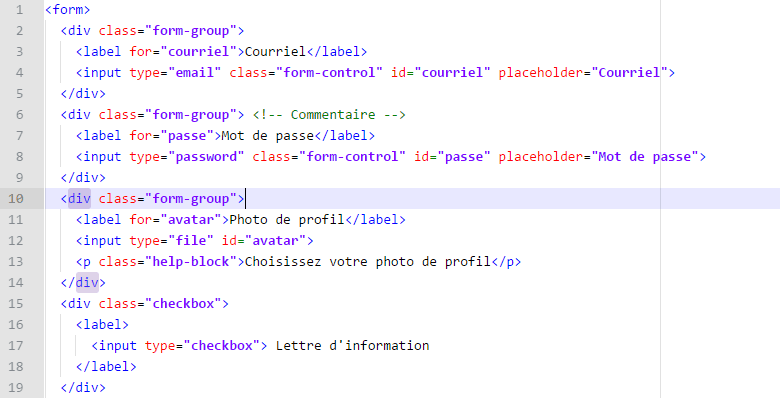 1 <form>
2 <div class="form-group">
3 <label for="courriel">Courriel</label>
4 <input type="email" class="form-control" id="courriel" placeholder="Courriel">
5 </div>
6 <div class="form-group"> <!-- Commentaire -->
7 <label for="passe">Mot de passe</label>
8 <input type="password" class="form-control" id="passe" placeholder="Mot de passe">
9 </div>
10 <div class="form-group">
11 <label for="avatar">Photo de profil</label>
12 <input type="file" id="avatar">
13 <p class="help-block">Choisissez votre photo de profil</p>
14 </div>
15 <div class="checkbox">
16 <label>
17 <input type="checkbox"> Lettre d'information
18 </label>
19 </div>